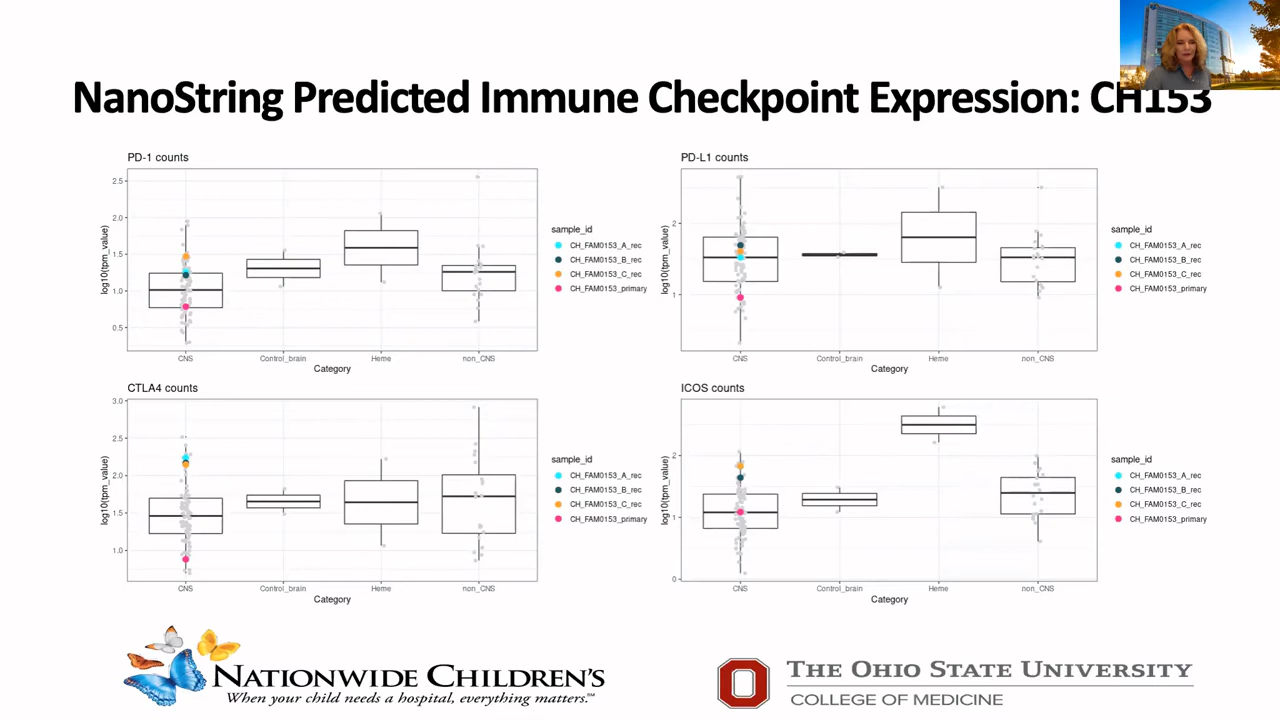 NanoString Predicted Immune Checkpoint Expression: CH153
PD-1 counts
2.5
2.0
1.5
1.0
0.5
log10(tpm_value)
CNS
Control_brain
Heme
non_CNS
Category
sample_id
CH_FAM0153_A_rec
CH_FAM0153_B_rec
CH_FAM0153_C_rec
CH_FAM0153_primary
PD-L1 counts
2
1
log10(tpm_value)
CNS
Control_brain
Heme
non_CNS
Category
sample_id
CH_FAM0153_A_rec
CH_FAM0153_B_rec
CH_FAM0153_C_rec
CH_FAM0153_primary
CTLA4 counts
3.0
2.5
2.0
1.5
1.0
log10(tpm_value)
CNS
Control_brain
Heme
non_CNS
Category
sample_id
CH_FAM0153_A_rec
CH_FAM0153_B_rec
CH_FAM0153_C_rec
CH_FAM0153_primary
ICOS counts
2
1
0
log10(tpm_value)
CNS
Control_brain
Heme
non_CNS
Category
sample_id
CH_FAM0153_A_rec
CH_FAM0153_B_rec
CH_FAM0153_C_rec
CH_FAM0153_primary
NATIONWIDE CHILDREN'S
When your child needs a hospital, everything matters.℠
THE OHIO STATE UNIVERSITY
COLLEGE OF MEDICINE